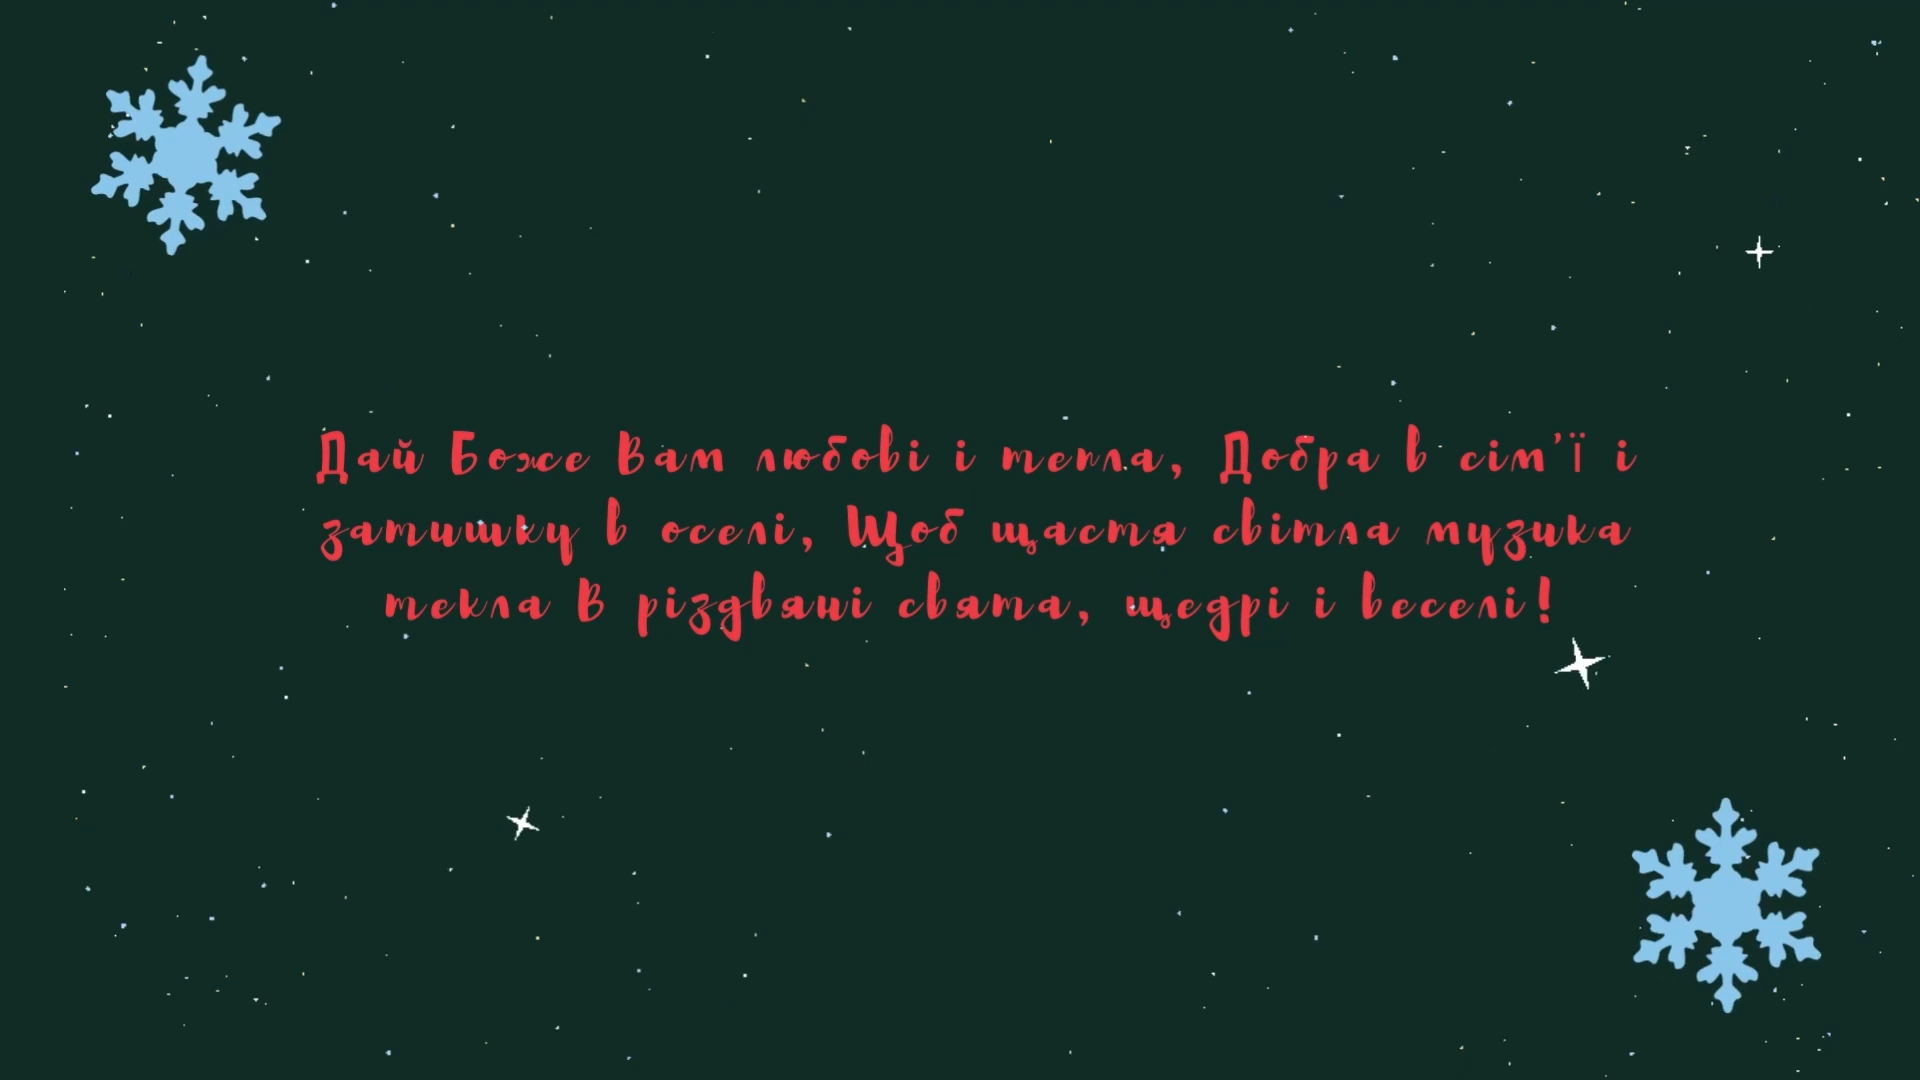 Дай Боже Вам любові і тепла, Добра в сім'ї і
затишку в оселі, Щоб щастя світла музика
текла В різдвяні свята, щедрі і веселі!